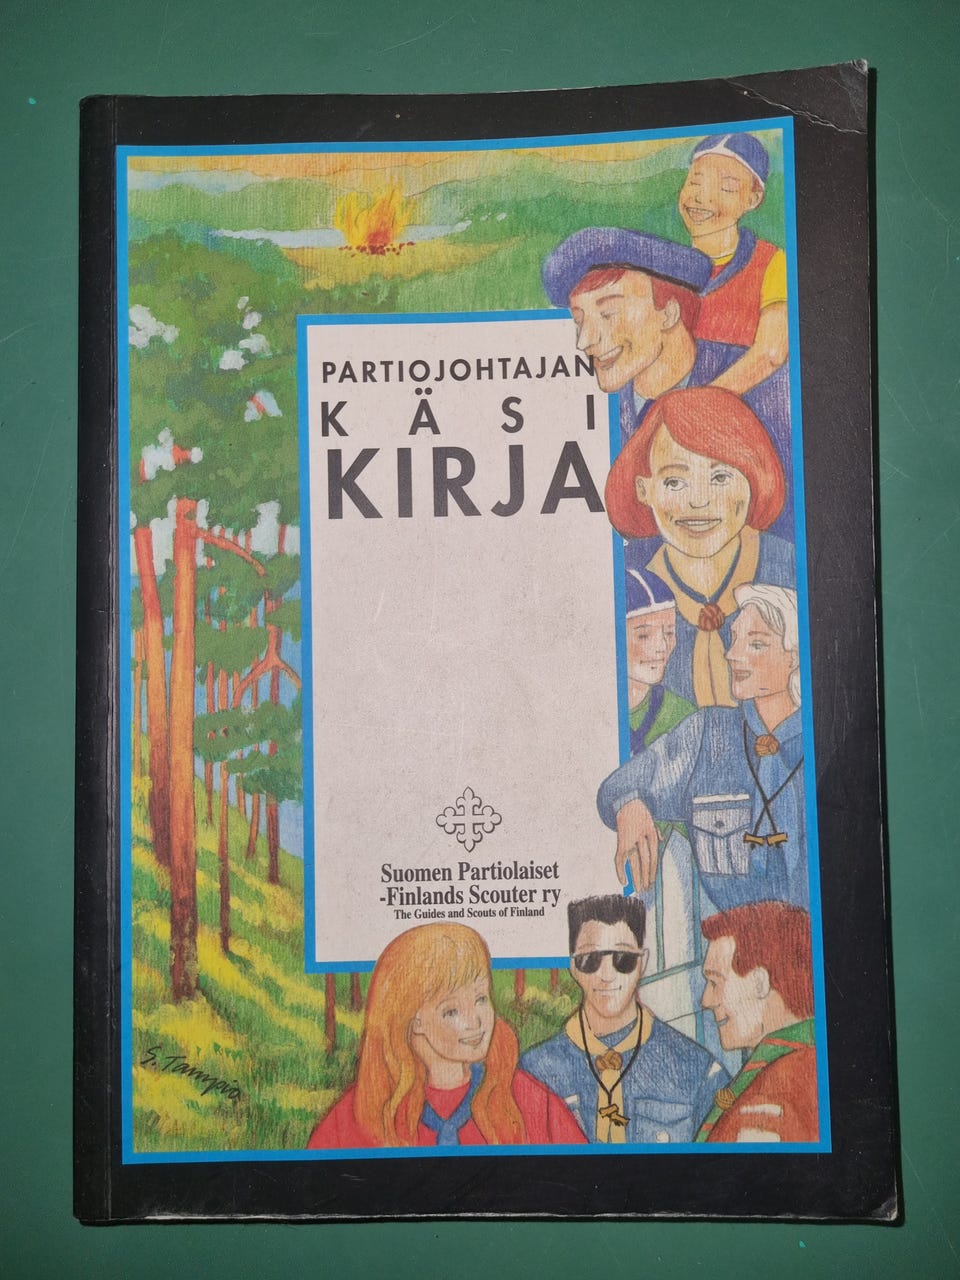 PARTIOJOHTAJAN
KÄSI
KIRJA
Suomen Partiolaiset
-Finlands Scouter ry
The Guides and Scouts of Finland
S. Tampio